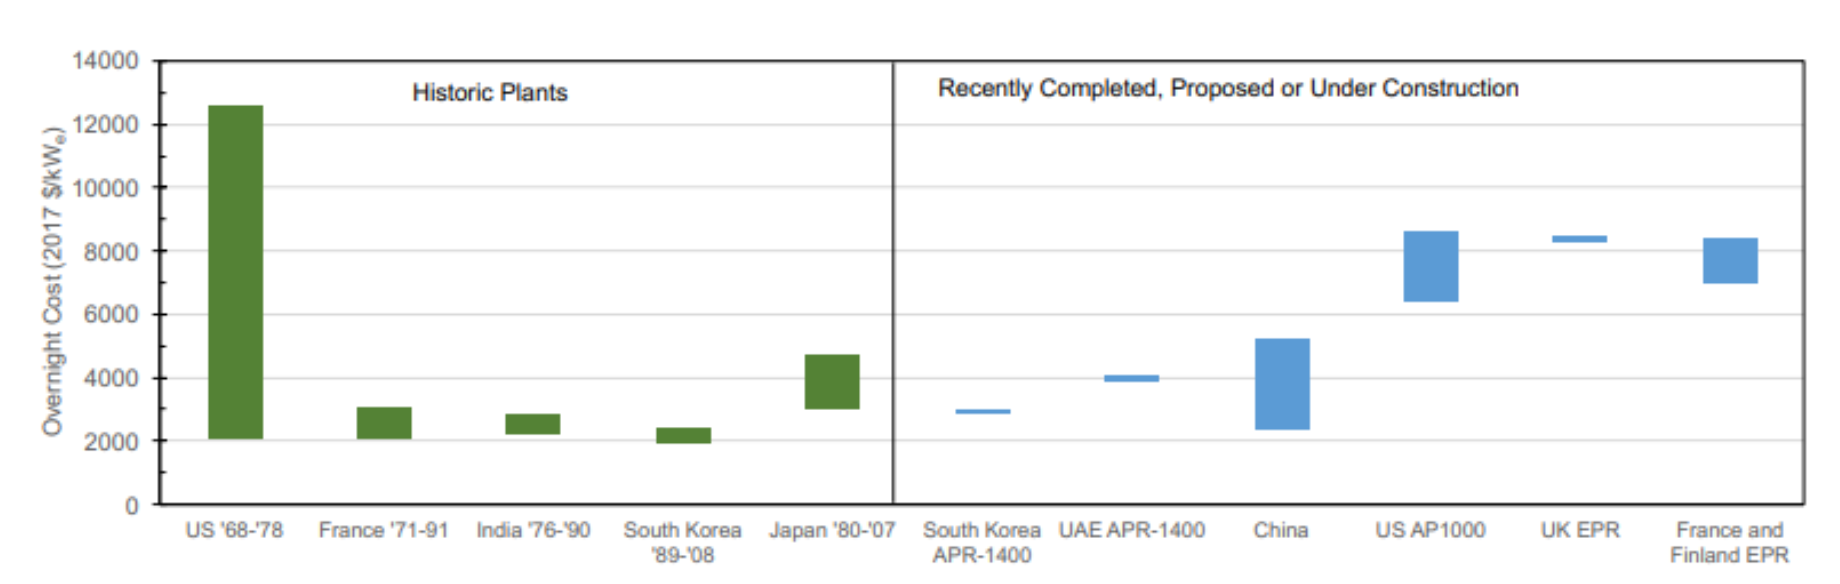 Historic Plants
Recently Completed, Proposed or Under Construction
Overnight Cost (2017 $/kWₑ)
14000
12000
10000
8000
6000
4000
2000
0
US '68-'78
France '71-91
India '76-'90
South Korea
'89-'08
Japan '80-'07
South Korea
APR-1400
UAE APR-1400
China
US AP1000
UK EPR
France and
Finland EPR